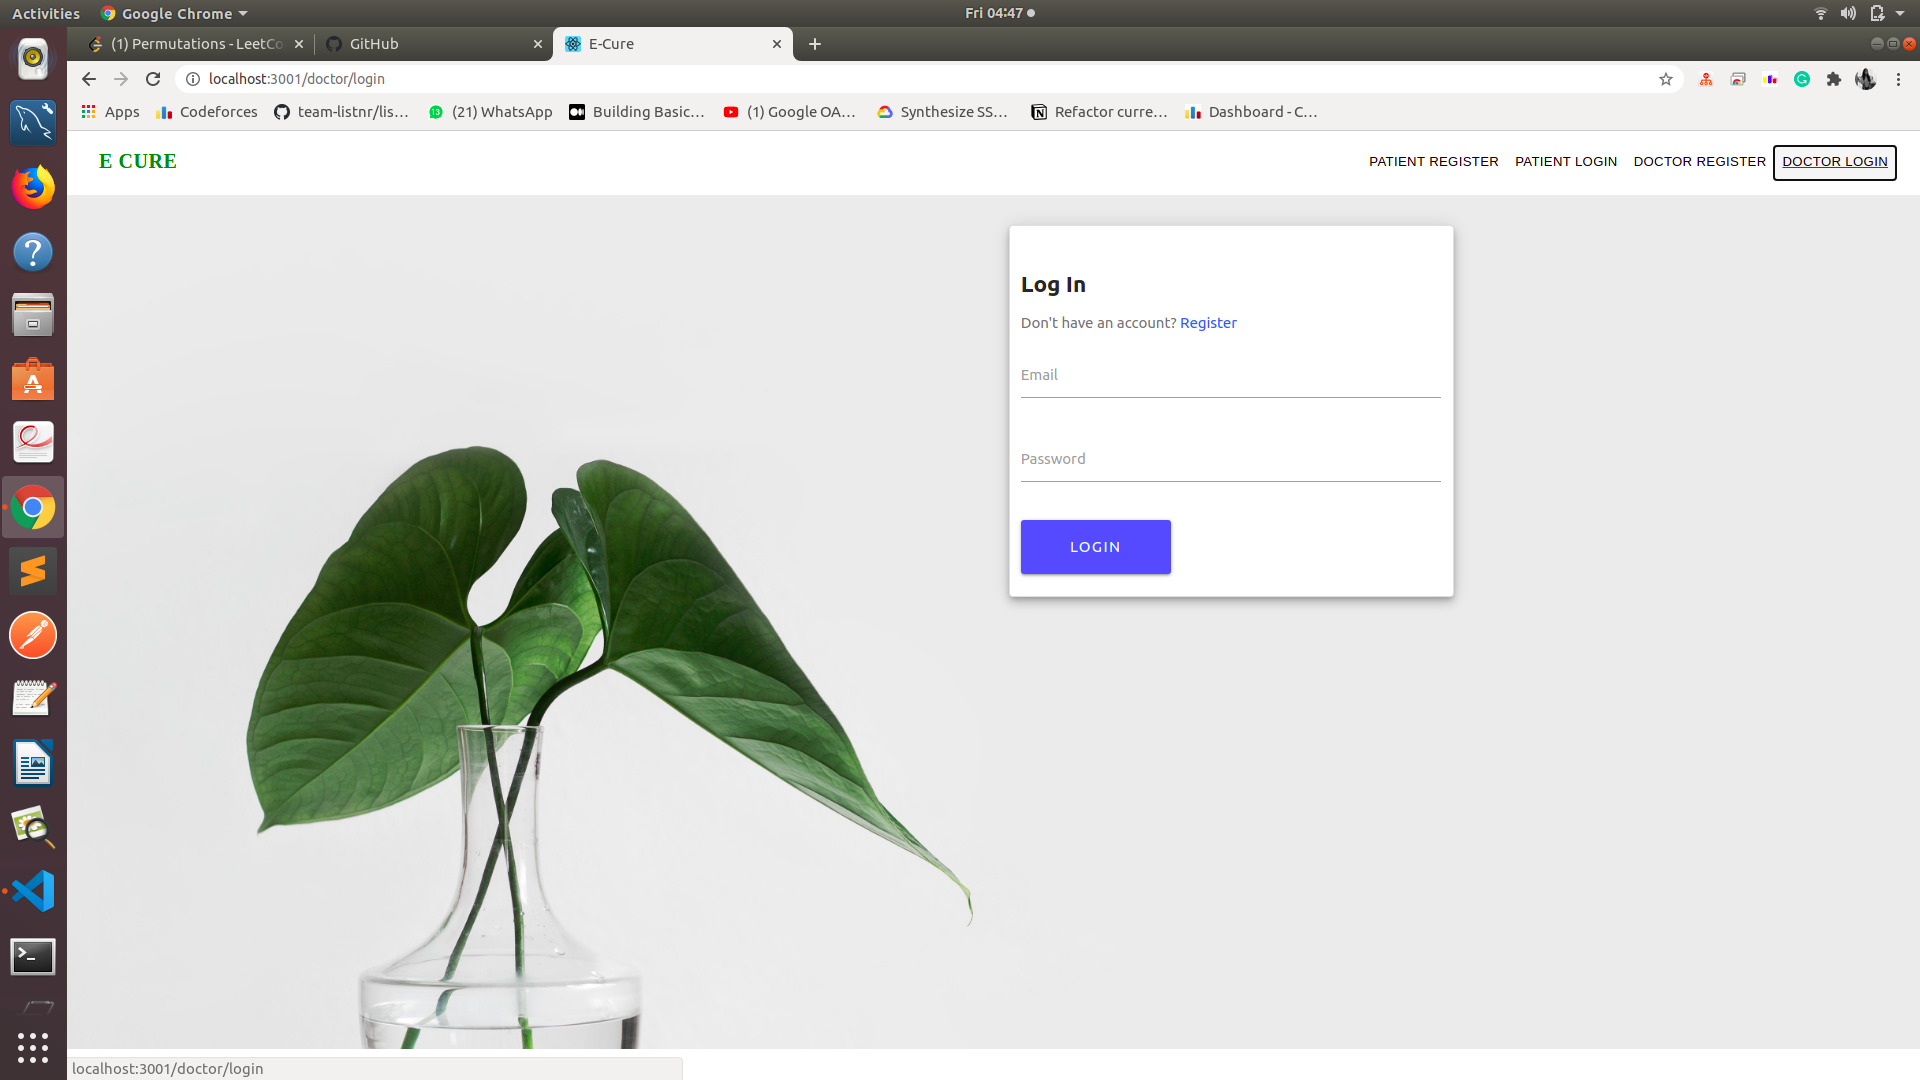 Activities
Google Chrome
Fri 04:47
(1) Permutations - LeetCo
GitHub
E-Cure
localhost:3001/doctor/login
Apps
Codeforces
team-listnr/lis...
(21) WhatsApp
Building Basic...
(1) Google OA...
Synthesize SS...
Refactor curre...
Dashboard - C...
E CURE
PATIENT REGISTER
PATIENT LOGIN
DOCTOR REGISTER
DOCTOR LOGIN
Log In
Don't have an account? Register
Email
Password
LOGIN
localhost:3001/doctor/login